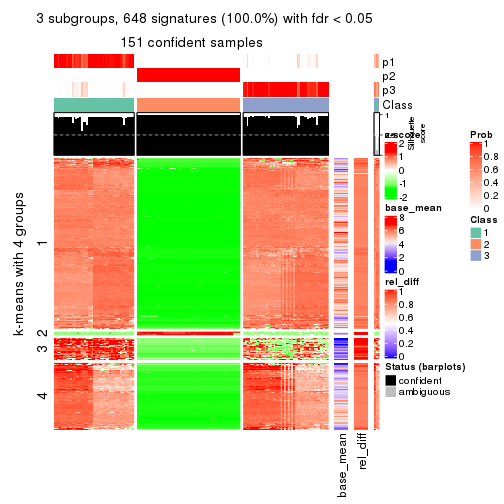 3 subgroups, 648 signatures (100.0%) with fdr < 0.05
151 confident samples
p1
p2
p3
Class
1
Silhouette
score
k-means with 4 groups
1
2
3
4
base_mean
rel_diff
2
1
0
-1
-2
base_mean
8
6
4
2
0
rel_diff
1
0.8
0.6
0.4
0.2
0
Status (barplots)
confident
ambiguous
Prob
1
0.8
0.6
0.4
0.2
0
Class
1
2
3